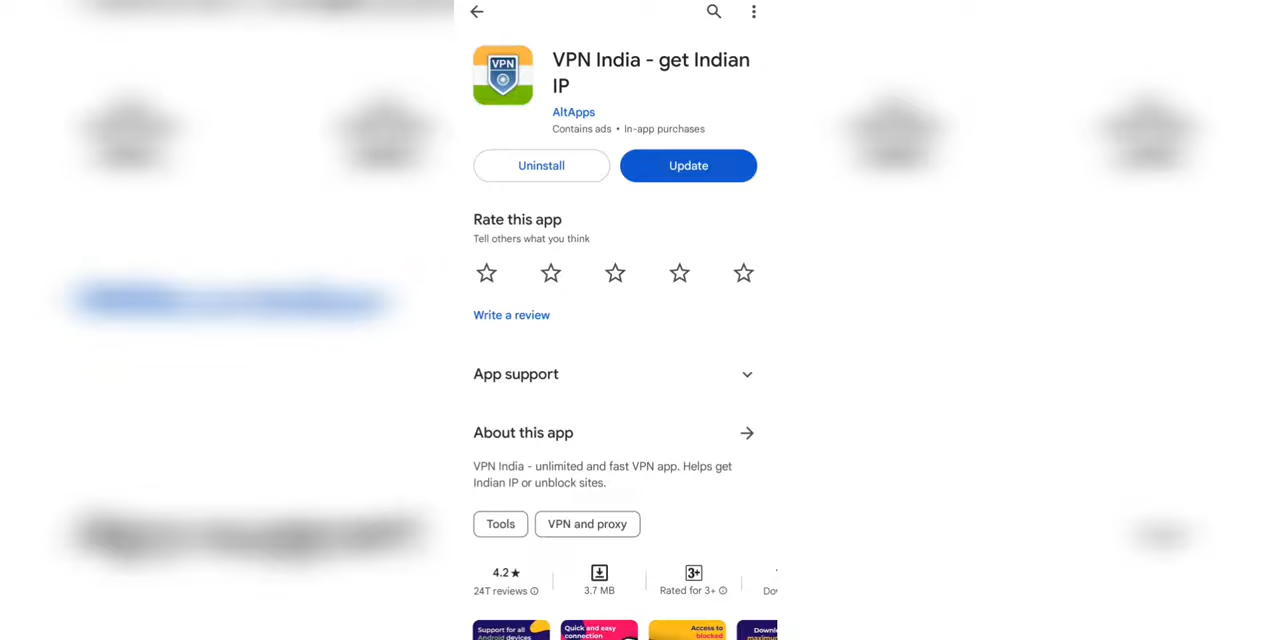 VPN
VPN India - get Indian
IP
AltApps
Contains ads • In-app purchases
Uninstall
Update
Rate this app
Tell others what you think
Write a review
App support
About this app
VPN India - unlimited and fast VPN app. Helps get
Indian IP or unblock sites.
Tools
VPN and proxy
4.2★
24T reviews
3.7 MB
3+
Rated for 3+
Support for all
Android devices
Quick and easy
connection
Access to
blocked